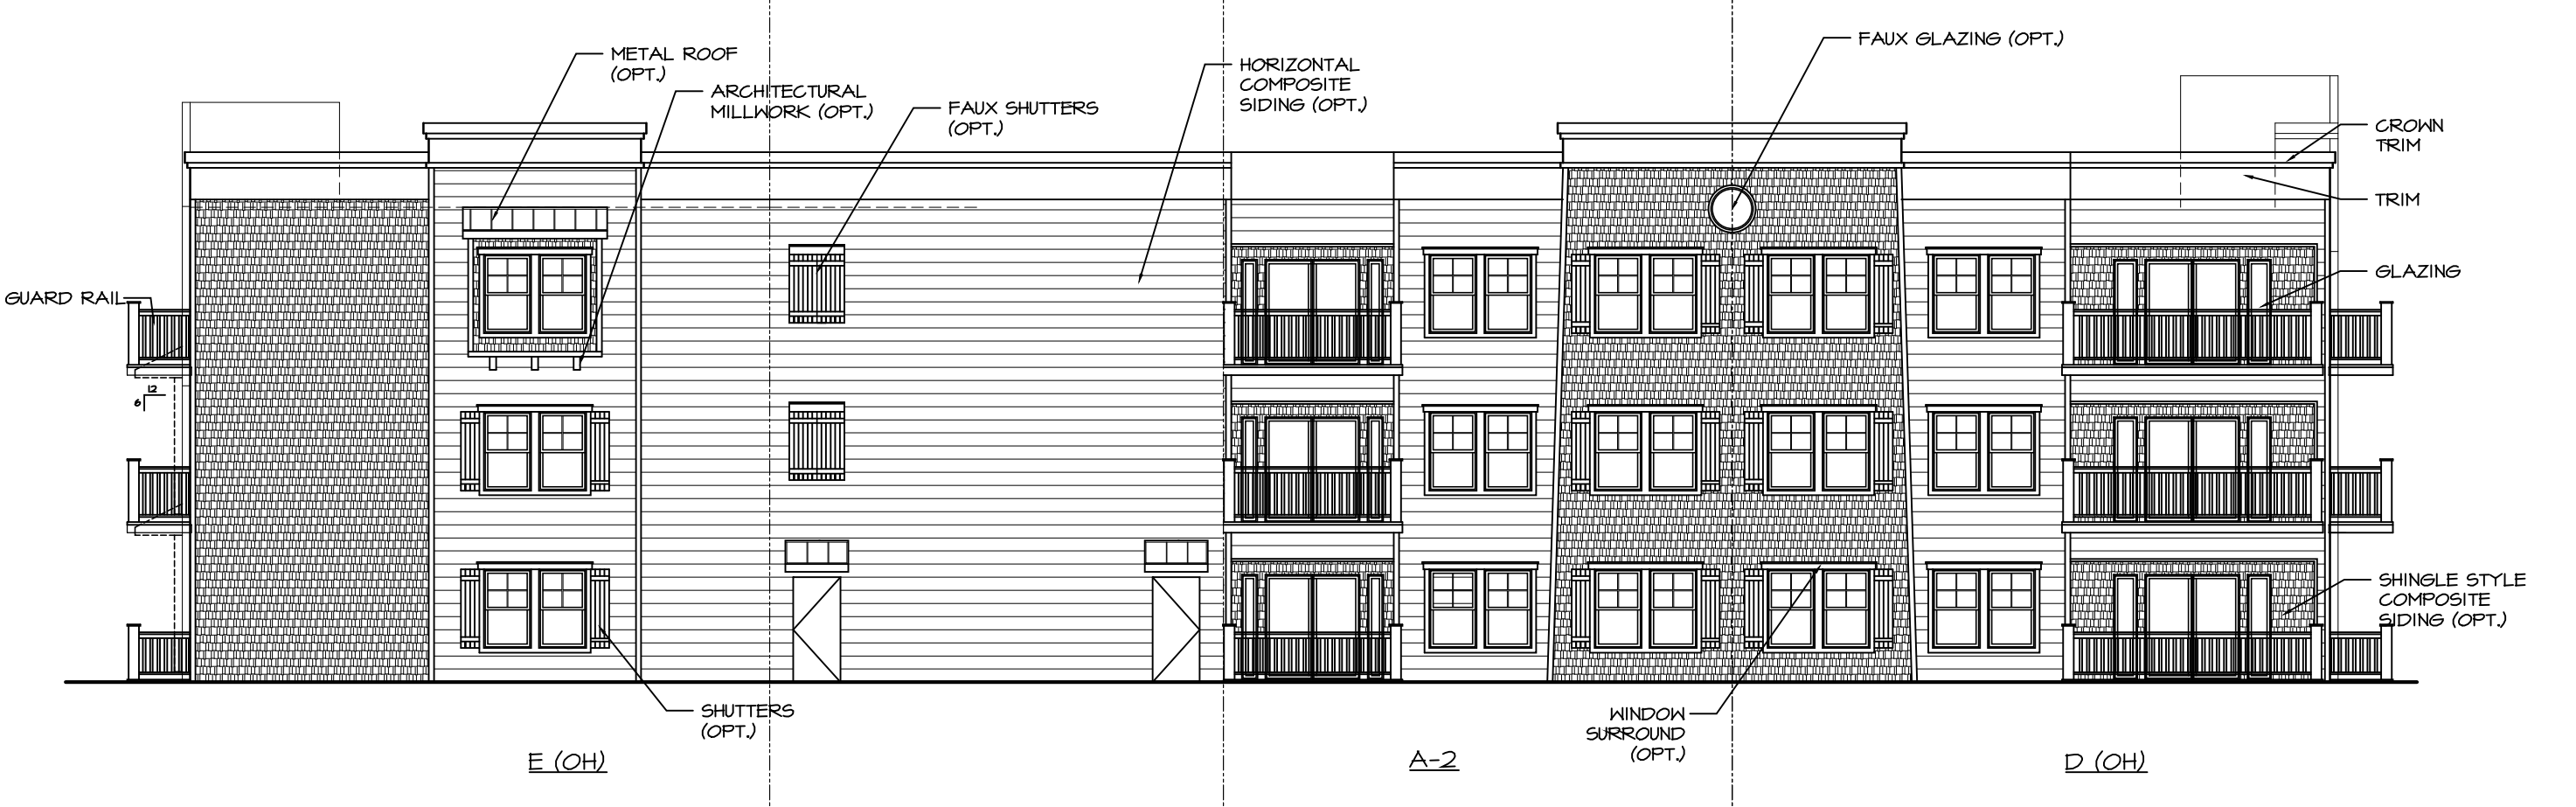 METAL ROOF
(OPT.)
ARCHITECTURAL
MILLWORK (OPT.)
FAUX SHUTTERS
(OPT.)
HORIZONTAL
COMPOSITE
SIDING (OPT.)
FAUX GLAZING (OPT.)
CROWN
TRIM
TRIM
GLAZING
GUARD RAIL
12
6
SHINGLE STYLE
COMPOSITE
SIDING (OPT.)
SHUTTERS
(OPT.)
WINDOW
SURROUND
(OPT.)
E (OH)
A-2
D (OH)